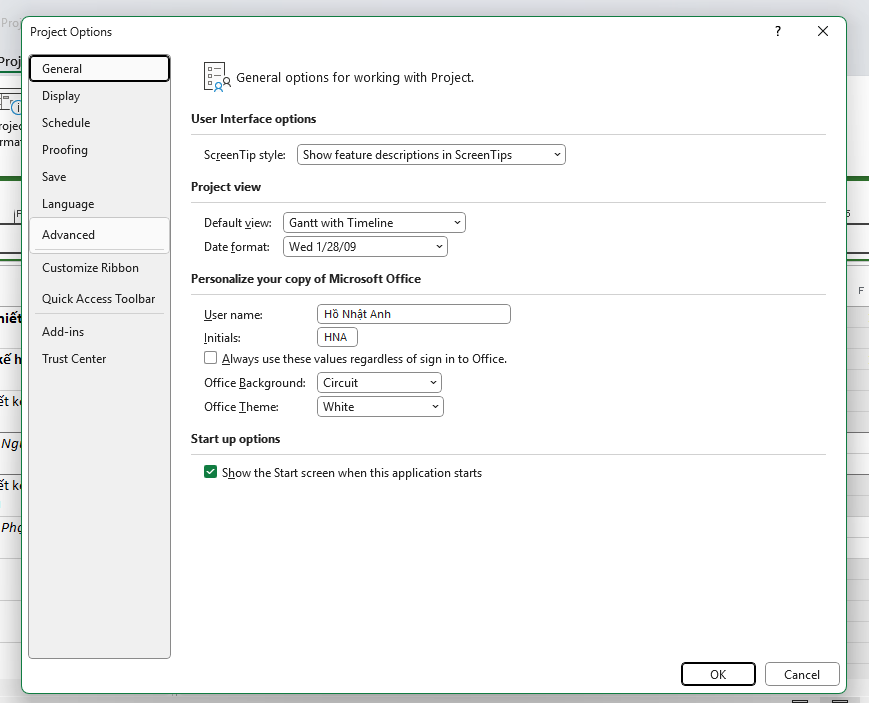 Project Options
?
General
Display
Schedule
Proofing
Save
Language
Advanced
Customize Ribbon
Quick Access Toolbar
Add-ins
Trust Center
General options for working with Project.
User Interface options
ScreenTip style: Show feature descriptions in ScreenTips
Project view
Default view: Gantt with Timeline
Date format: Wed 1/28/09
Personalize your copy of Microsoft Office
User name: Hồ Nhật Anh
Initials: HNA
Always use these values regardless of sign in to Office.
Office Background: Circuit
Office Theme: White
Start up options
Show the Start screen when this application starts
OK Cancel
F